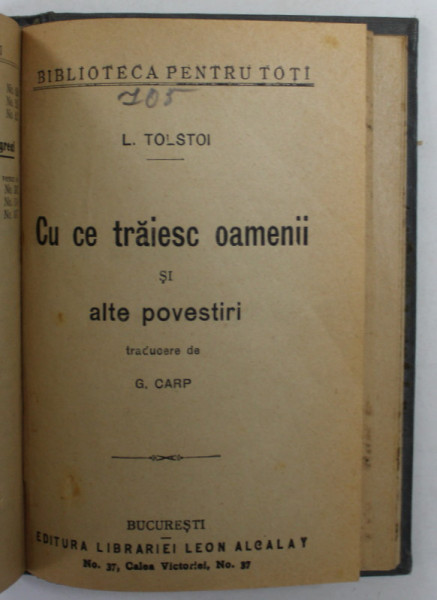 BIBLIOTECA PENTRU TOȚI
705
L. TOLSTOI
Cu ce trăiesc oamenii
ȘI
alte povestiri
traducere de
G. CARP
BUCUREȘTI
EDITURA LIBRARIEI LEON ALCALAY
No. 37, Calea Victoriei, No. 37